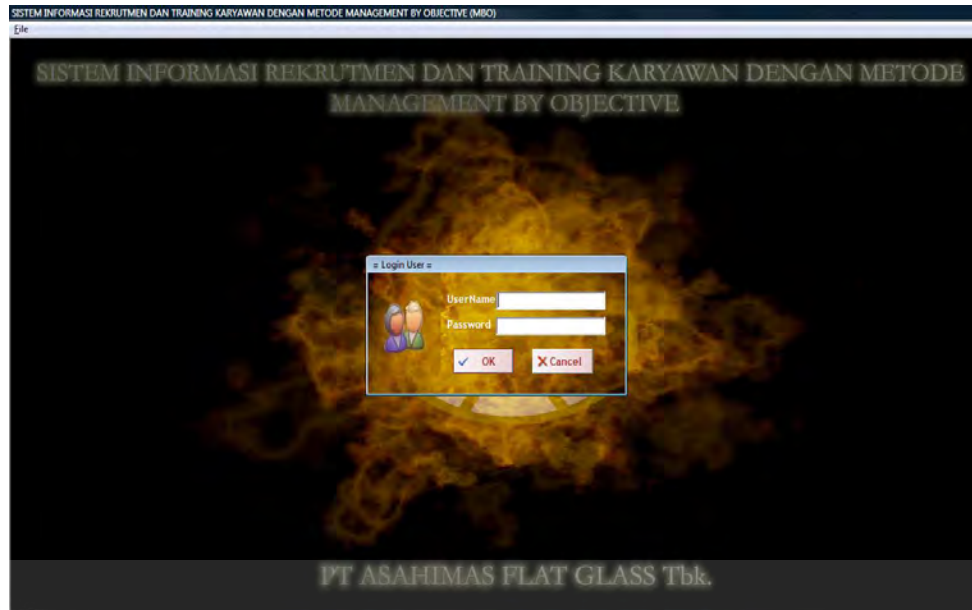 SISTEM INFORMASI REKRUTMEN DAN TRAINING KARYAWAN DENGAN METODE MANAGEMENT BY OBJECTIVE (MBO)
File
SISTEM INFORMASI REKRUTMEN DAN TRAINING KARYAWAN DENGAN METODE
MANAGEMENT BY OBJECTIVE
= Login User =
UserName
Password
OK
Cancel
PT ASAHIMAS FLAT GLASS Tbk.